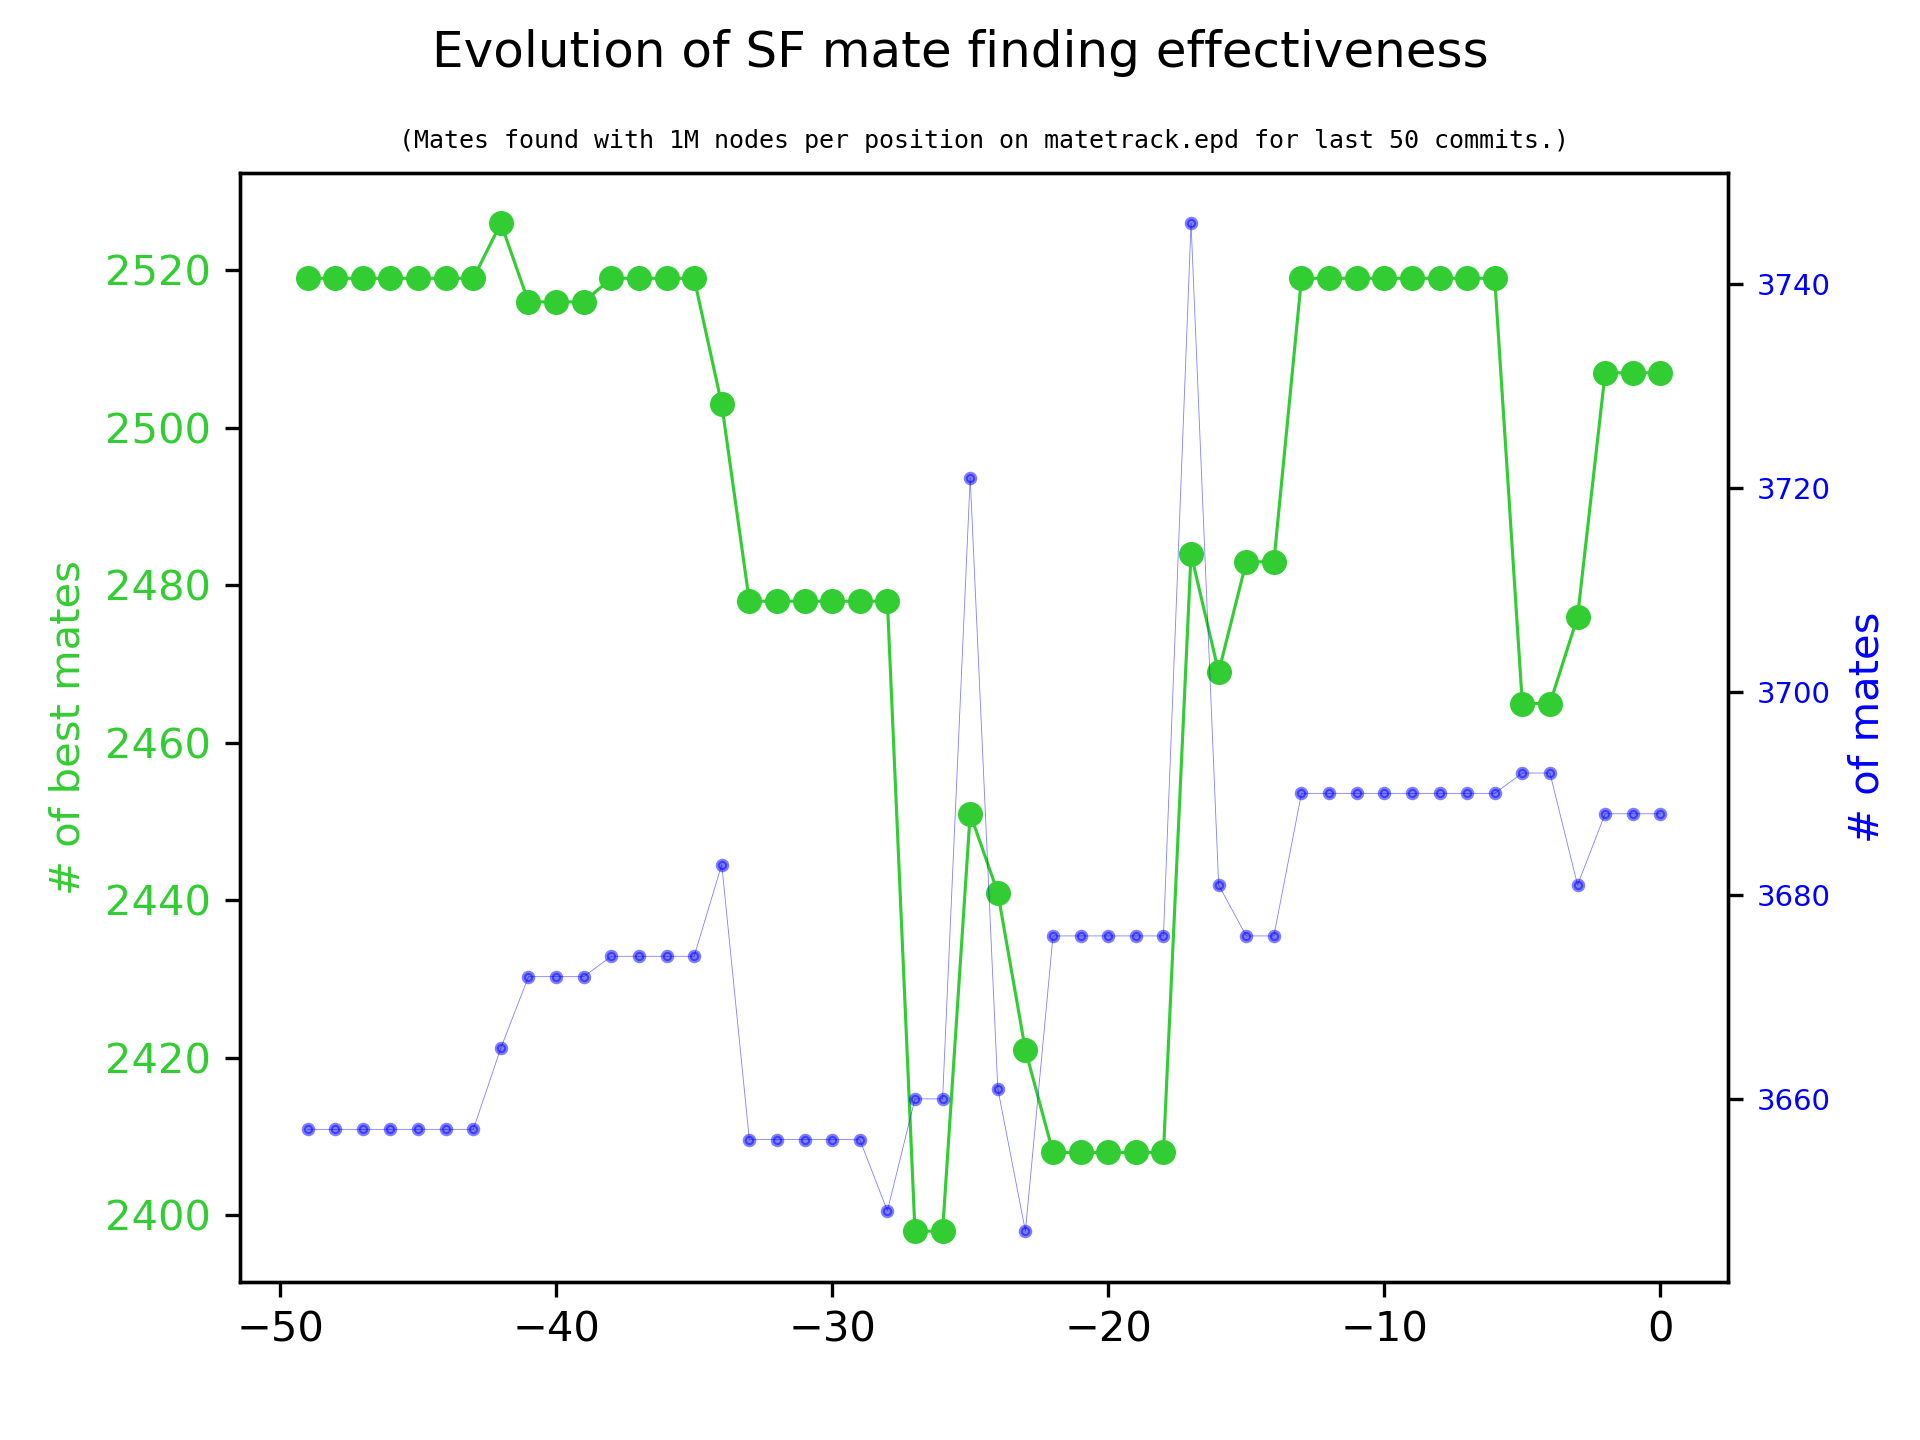 Evolution of SF mate finding effectiveness
(Mates found with 1M nodes per position on matetrack.epd for last 50 commits.)
# of best mates
2520
2500
2480
2460
2440
2420
2400
3740
3720
3700
3680
3660
# of mates
−50 −40 −30 −20 −10 0